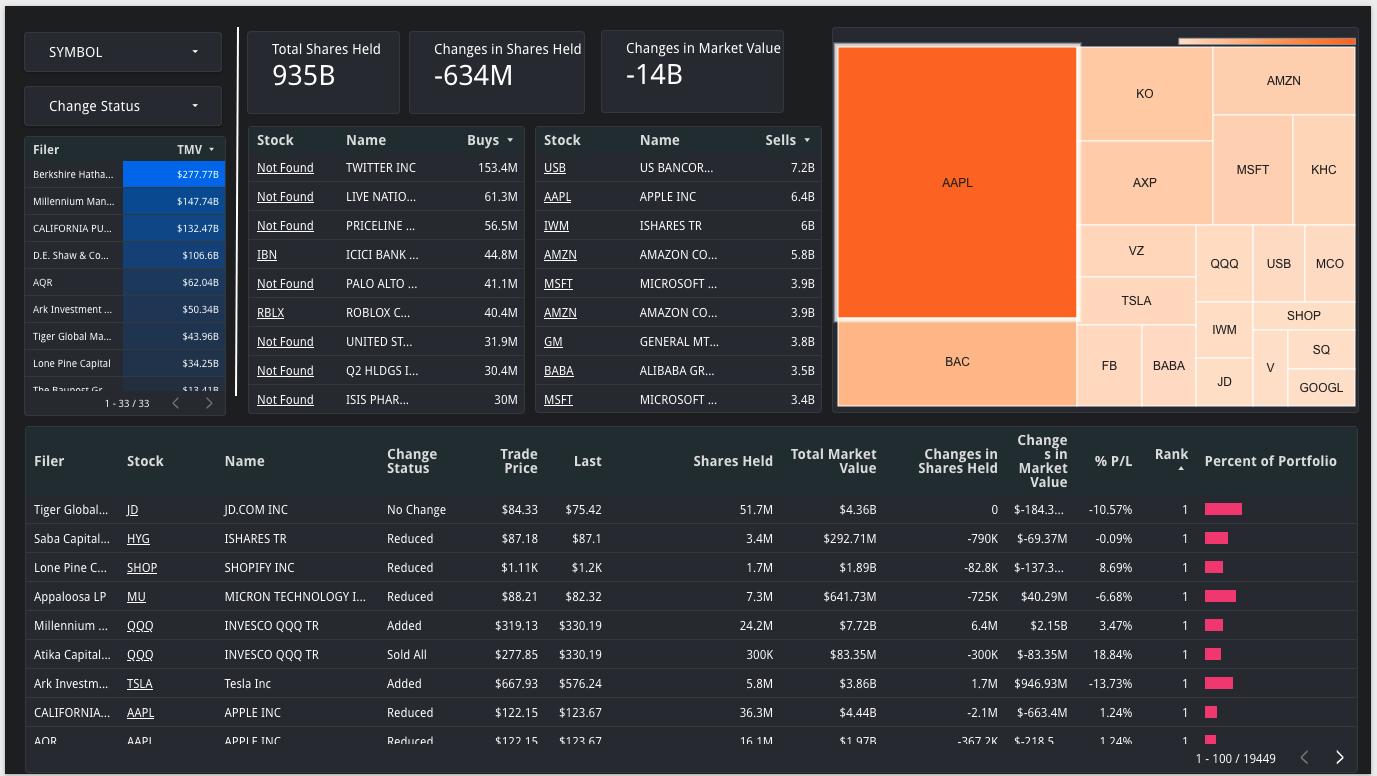 SYMBOL
Change Status
Total Shares Held
935B
Changes in Shares Held
-634M
Changes in Market Value
-14B
Filer TMV
Berkshire Hatha... $277.77B
Millennium Man... $147.74B
CALIFORNIA PU... $132.47B
D.E. Shaw & Co... $106.6B
AQR $62.04B
Ark Investment ... $50.34B
Tiger Global Ma... $43.96B
Lone Pine Capital $34.25B
The Baupost Gr... $13.41B
1 - 33 / 33
Stock Name Buys
Not Found TWITTER INC 153.4M
Not Found LIVE NATIO... 61.3M
Not Found PRICELINE ... 56.5M
IBN ICICI BANK ... 44.8M
Not Found PALO ALTO ... 41.1M
RBLX ROBLOX C... 40.4M
Not Found UNITED ST... 31.9M
Not Found Q2 HLDGS I... 30.4M
Not Found ISIS PHAR... 30M
Stock Name Sells
USB US BANCOR... 7.2B
AAPL APPLE INC 6.4B
IWM ISHARES TR 6B
AMZN AMAZON CO... 5.8B
MSFT MICROSOFT ... 3.9B
AMZN AMAZON CO... 3.9B
GM GENERAL MT... 3.8B
BABA ALIBABA GR... 3.5B
MSFT MICROSOFT ... 3.4B
AAPL
BAC
KO
AMZN
AXP
MSFT
KHC
VZ
TSLA
QQQ
USB
MCO
FB
BABA
IWM
JD
SHOP
V
SQ
GOOGL
Filer Stock Name Change Status Trade Price Last Shares Held Total Market Value Changes in Shares Held Changes in Market Value % P/L Rank Percent of Portfolio
Tiger Global... JD JD.COM INC No Change $84.33 $75.42 51.7M $4.36B 0 $-184.3... -10.57% 1
Saba Capital... HYG ISHARES TR Reduced $87.18 $87.1 3.4M $292.71M -790K $-69.37M -0.09% 1
Lone Pine C... SHOP SHOPIFY INC Reduced $1.11K $1.2K 1.7M $1.89B -82.8K $-137.3... 8.69% 1
Appaloosa LP MU MICRON TECHNOLOGY I... Reduced $88.21 $82.32 7.3M $641.73M -725K $40.29M -6.68% 1
Millennium ... QQQ INVESCO QQQ TR Added $319.13 $330.19 24.2M $7.72B 6.4M $2.15B 3.47% 1
Atika Capital... QQQ INVESCO QQQ TR Sold All $277.85 $330.19 300K $83.35M -300K $-83.35M 18.84% 1
Ark Investm... TSLA Tesla Inc Added $667.93 $576.24 5.8M $3.86B 1.7M $946.93M -13.73% 1
CALIFORNIA... AAPL APPLE INC Reduced $122.15 $123.67 36.3M $4.44B -2.1M $-663.4M 1.24% 1
AQR AAPL APPLE INC Reduced $122.15 $123.67 16.1M $1.97B -367.2K $-218.5... 1.24% 1
1 - 100 / 19449